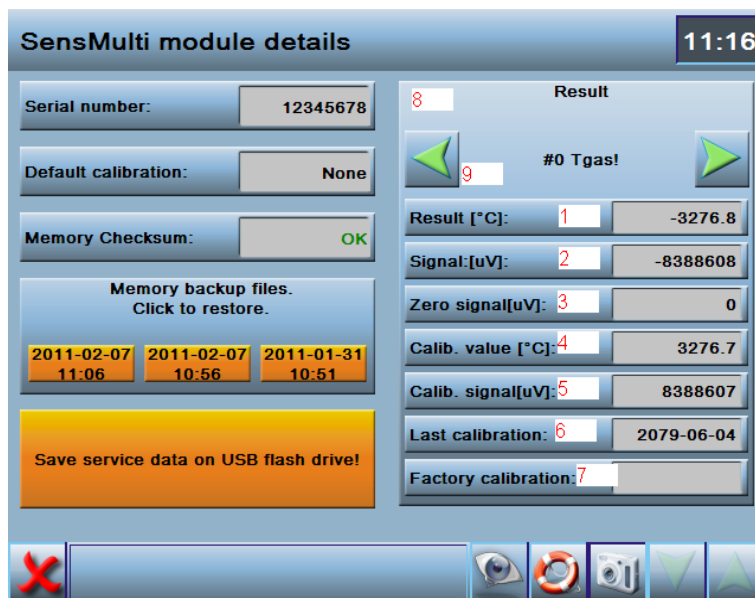 SensMulti module details
11:16
Serial number: 12345678
Default calibration: None
Memory Checksum: OK
Memory backup files.
Click to restore.
2011-02-07 2011-02-07 2011-01-31
11:06 10:56 10:51
Save service data on USB flash drive!
8 Result
9 #0 Tgas!
Result [°C]: 1 -3276.8
Signal:[uV]: 2 -8388608
Zero signal[uV]: 3 0
Calib. value [°C]: 4 3276.7
Calib. signal[uV]: 5 8388607
Last calibration: 6 2079-06-04
Factory calibration: 7